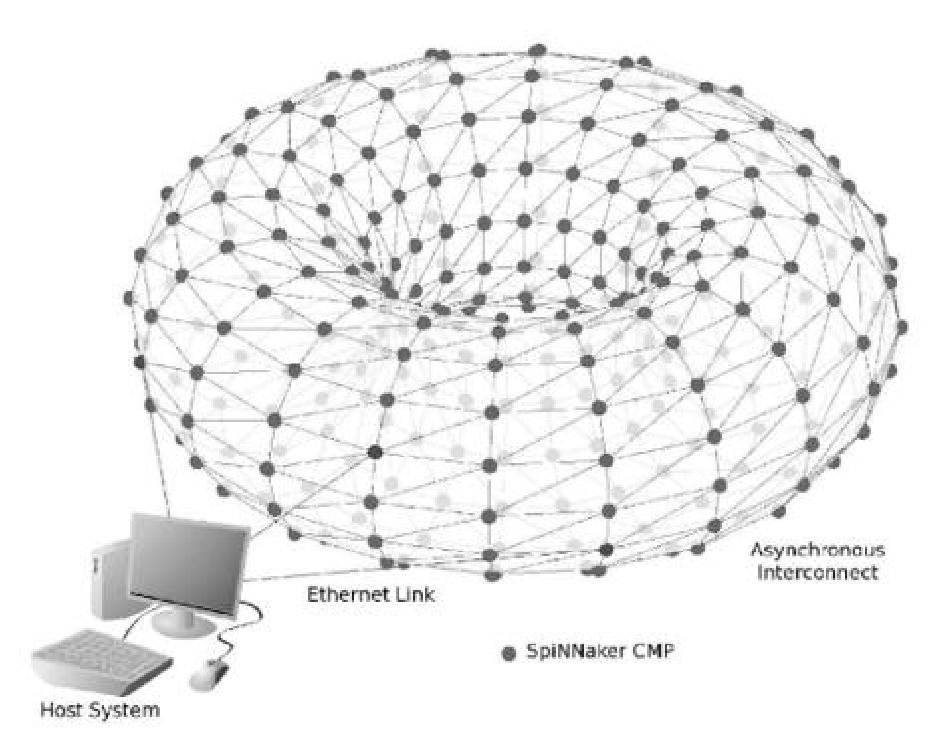 Asynchronous
Interconnect
Ethernet Link
SpiNNaker CMP
Host System